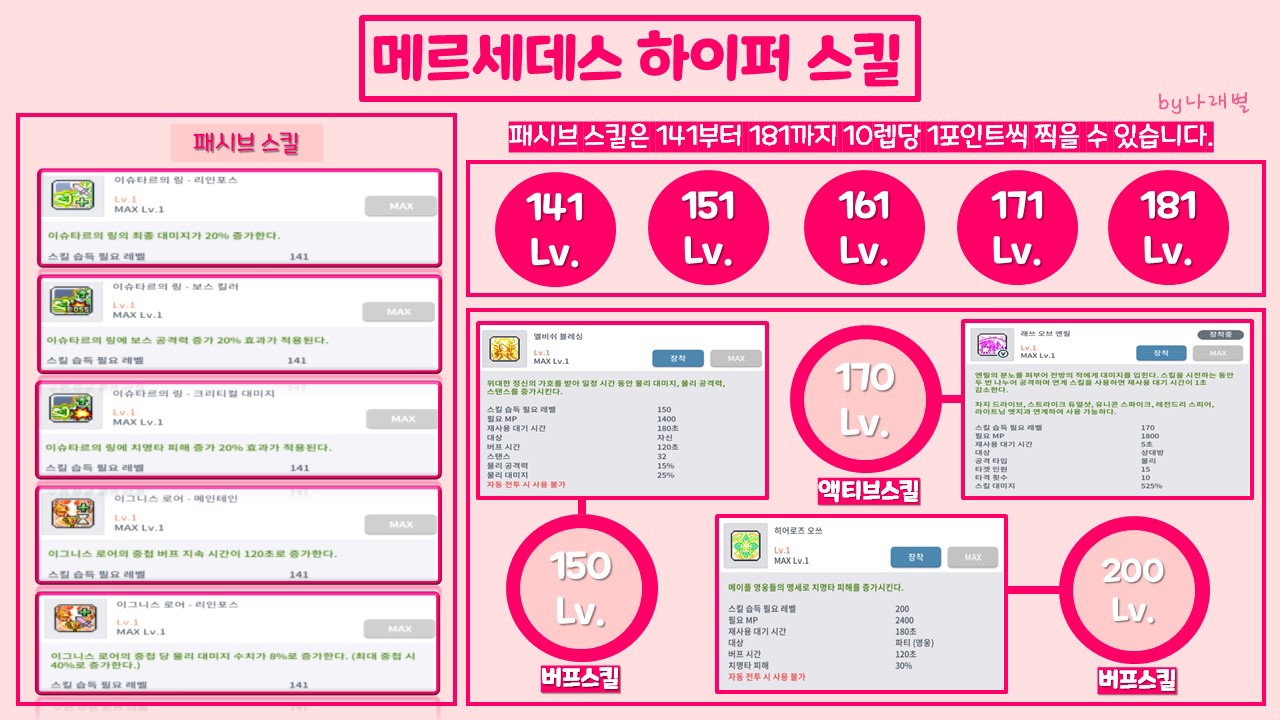 메르세데스 하이퍼 스킬
by나래별
패시브 스킬
이슈타르의 링 - 리인포스
Lv.1
MAX Lv.1
MAX
이슈타르의 링의 최종 대미지가 20% 증가한다.
스킬 습득 필요 레벨 141
이슈타르의 링 - 보스 킬러
Lv.1
MAX Lv.1
MAX
이슈타르의 링에 보스 공격력 증가 20% 효과가 적용된다.
스킬 습득 필요 레벨 141
이슈타르의 링 - 크리티컬 대미지
Lv.1
MAX Lv.1
MAX
이슈타르의 링에 치명타 피해 증가 20% 효과가 적용된다.
스킬 습득 필요 레벨 141
이그니스 로어 - 메인테인
Lv.1
MAX Lv.1
MAX
이그니스 로어의 중첩 버프 지속 시간이 120초로 증가한다.
스킬 습득 필요 레벨 141
이그니스 로어 - 리인포스
Lv.1
MAX Lv.1
MAX
이그니스 로어의 중첩 당 물리 대미지 수치가 8%로 증가한다. (최대 중첩 시
40%로 증가한다.)
스킬 습득 필요 레벨 141
패시브 스킬은 141부터 181까지 10렙당 1포인트씩 찍을 수 있습니다.
141 Lv.
151 Lv.
161 Lv.
171 Lv.
181 Lv.
엘비쉬 블레싱
Lv.1
MAX Lv.1
장착 MAX
위대한 정신의 가호를 받아 일정 시간 동안 물리 대미지, 물리 공격력,
스탠스를 증가시킨다.
스킬 습득 필요 레벨 150
필요 MP 1400
재사용 대기 시간 180초
대상 자신
버프 시간 120초
스탠스 32
물리 공격력 15%
물리 대미지 25%
자동 전투 시 사용 불가
150
Lv.
버프스킬
170
Lv.
액티브스킬
래쓰 오브 엔릴
장착중
Lv.1
MAX Lv.1
장착 MAX
엔릴의 분노를 퍼부어 전방의 적에게 대미지를 입힌다. 스킬을 시전하는 동안
두 번 나누어 공격하며 연계 스킬을 사용하면 재사용 대기 시간이 1초
감소한다.
차지 드라이브, 스트라이크 듀얼샷, 유니콘 스파이크, 레전드리 스피어,
라이트닝 엣지과 연계하여 사용 가능하다.
스킬 습득 필요 레벨 170
필요 MP 1800
재사용 대기 시간 5초
대상 상대방
공격 타입 물리
타겟 인원 15
타격 횟수 10
스킬 대미지 525%
히어로즈 오쓰
Lv.1
MAX Lv.1
장착 MAX
메이플 영웅들의 맹세로 치명타 피해를 증가시킨다.
스킬 습득 필요 레벨 200
필요 MP 2400
재사용 대기 시간 180초
대상 파티 (영웅)
버프 시간 120초
치명타 피해 30%
자동 전투 시 사용 불가
200
Lv.
버프스킬